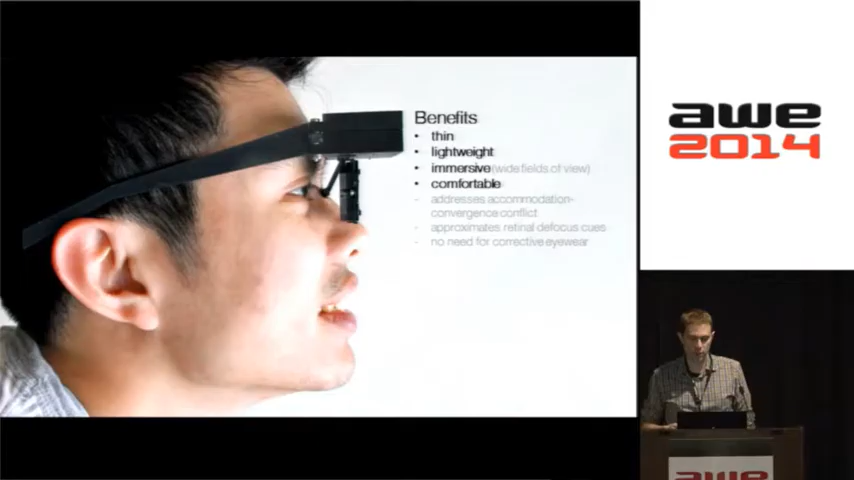 Benefits
• thin
• lightweight
• immersive (wide fields of view)
• comfortable
- addresses accommodation-
convergence conflict
- approximates retinal defocus cues
- no need for corrective eyewear
awe
2014
awe